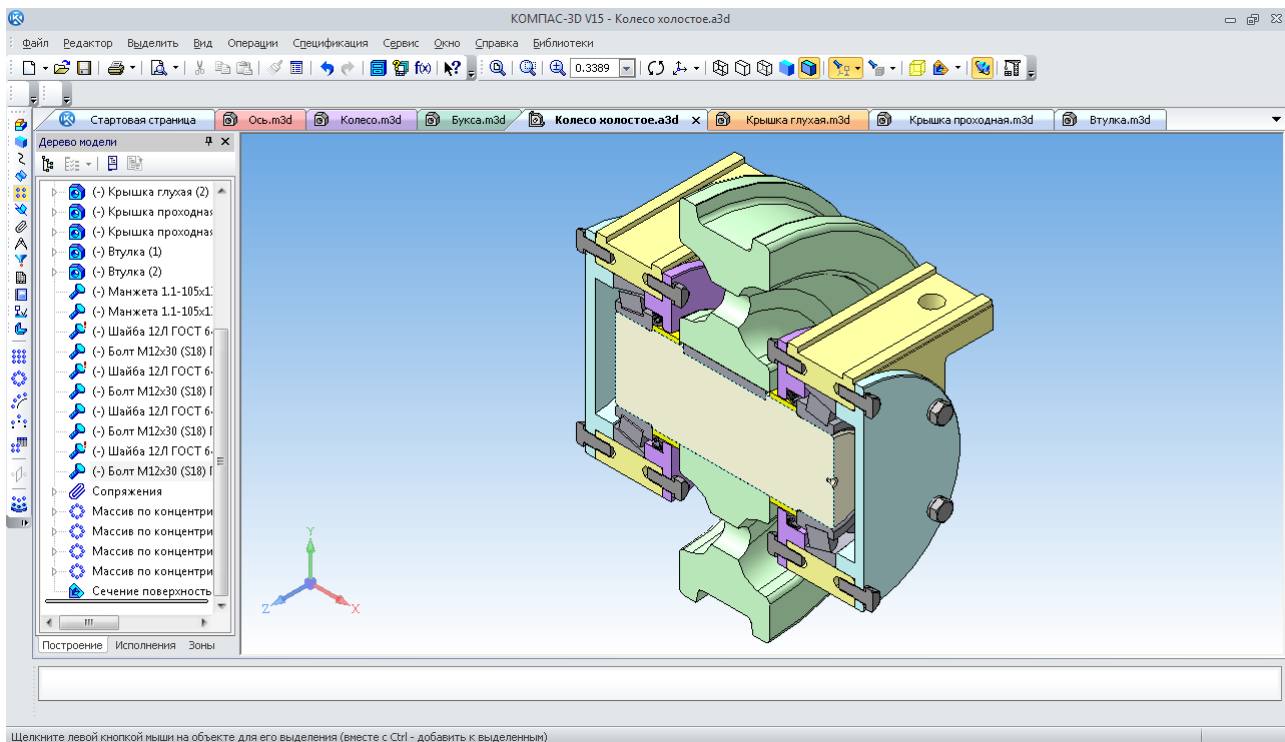 КОМПАС-3D V15 - Колесо холостое.a3d
Файл Редактор Выделить Вид Операции Спецификация Сервис Окно Справка Библиотеки
0.3389
Стартовая страница Ось.m3d Колесо.m3d Букса.m3d Колесо холостое.a3d Крышка глухая.m3d Крышка проходная.m3d Втулка.m3d
Дерево модели
(-) Крышка глухая (2)
(-) Крышка проходная
(-) Крышка проходная
(-) Втулка (1)
(-) Втулка (2)
(-) Манжета 1.1-105x1
(-) Манжета 1.1-105x1
(-) Шайба 12Л ГОСТ 6
(-) Болт М12x30 (S18) Г
(-) Шайба 12Л ГОСТ 6
(-) Болт М12x30 (S18) Г
(-) Шайба 12Л ГОСТ 6
(-) Болт М12x30 (S18) Г
(-) Шайба 12Л ГОСТ 6
(-) Болт М12x30 (S18) Г
Сопряжения
Массив по концентри
Массив по концентри
Массив по концентри
Массив по концентри
Сечение поверхность
Y
Z X
Построение Исполнения Зоны
Щелкните левой кнопкой мыши на объекте для его выделения (вместе с Ctrl - добавить к выделенным)